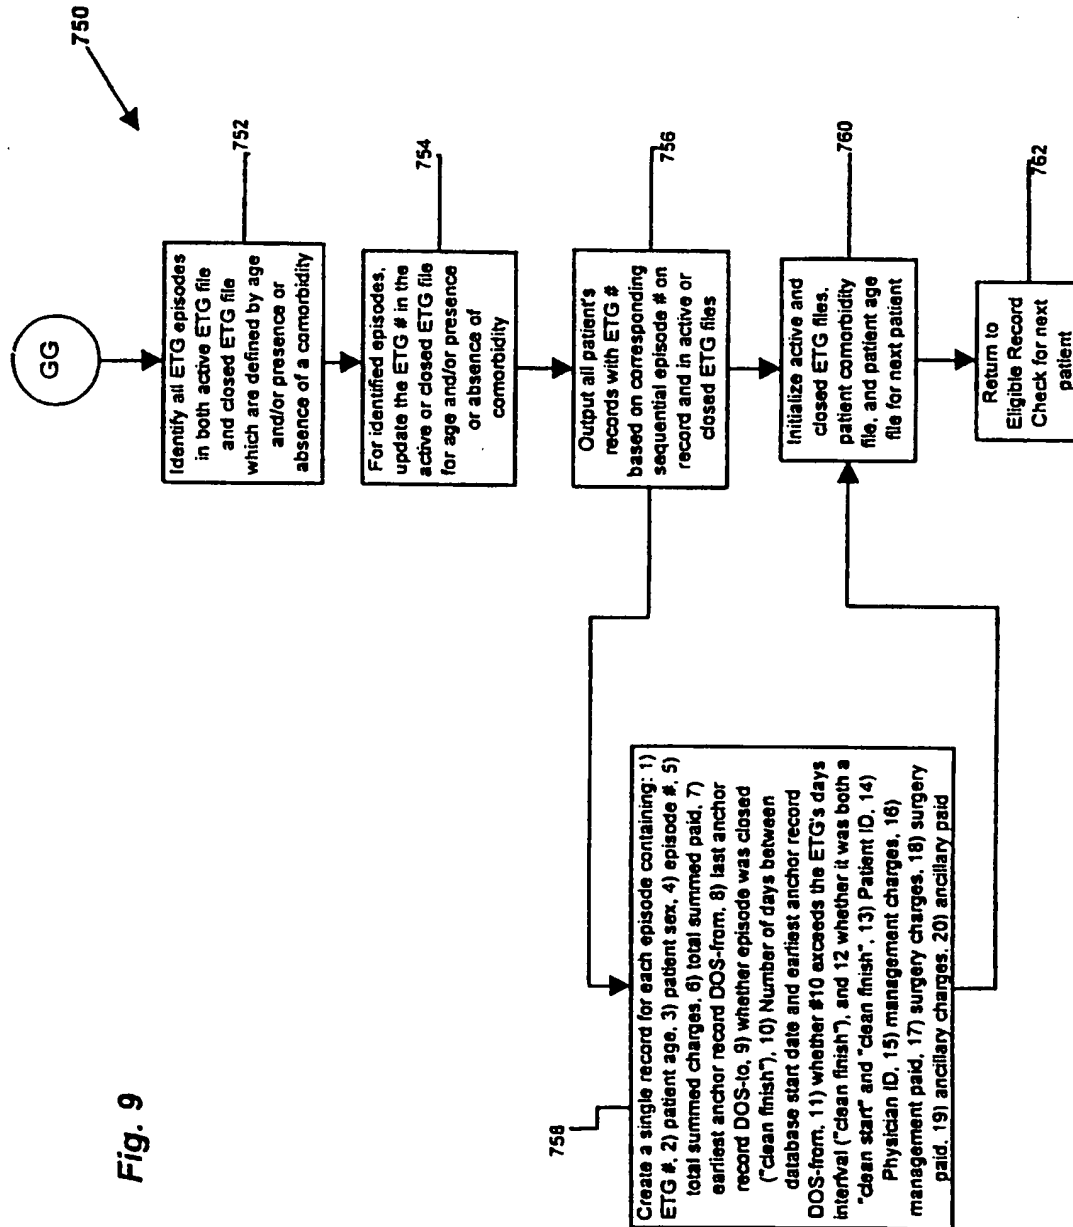 750
GG
Identify all ETG episodes
in both active ETG file
and closed ETG file
which are defined by age
and/or presence or
absence of a comorbidity
752
For identified episodes,
update the ETG # in the
active or closed ETG file
for age and/or presence
or absence of
comorbidity
754
Output all patient's
records with ETG #
based on corresponding
sequential episode # on
record and in active or
closed ETG files
756
Create a single record for each episode containing: 1)
ETG #, 2) patient age, 3) patient sex, 4) episode #, 5)
total summed charges, 6) total summed paid, 7)
earliest anchor record DOS-from, 8) last anchor
record DOS-to, 9) whether episode was closed
("clean finish"), 10) Number of days between
database start date and earliest anchor record
DOS-from, 11) whether #10 exceeds the ETG's days
interval ("clean finish"), and 12 whether it was both a
"clean start" and "clean finish", 13) Patient ID, 14)
Physician ID, 15) management charges, 16)
management paid, 17) surgery charges, 18) surgery
paid, 19) ancillary charges, 20) ancillary paid
758
Initialize active and
closed ETG files,
patient comorbidity
file, and patient age
file for next patient
760
Return to
Eligible Record
Check for next
patient
762
Fig. 9